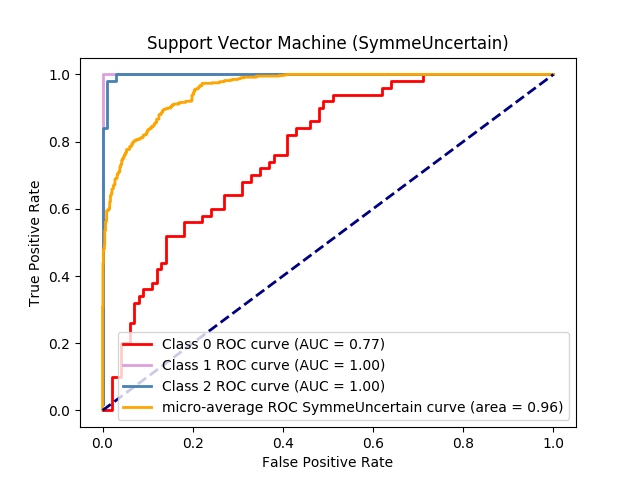 Support Vector Machine (SymmeUncertain)
True Positive Rate
1.0
0.8
0.6
0.4
0.2
0.0
Class 0 ROC curve (AUC = 0.77)
Class 1 ROC curve (AUC = 1.00)
Class 2 ROC curve (AUC = 1.00)
micro-average ROC SymmeUncertain curve (area = 0.96)
0.0 0.2 0.4 0.6 0.8 1.0
False Positive Rate